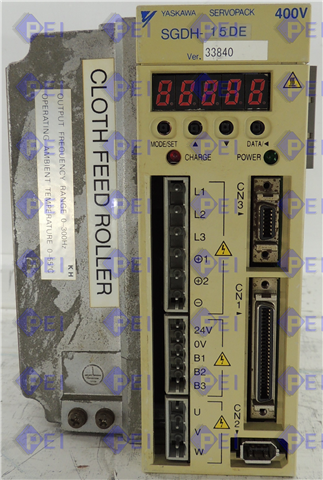 YASKAWA SERVOPACK
400V
SGDH-15DE
Ver. 33840
MODE/SET ▲ ▼ DATA/◄
CHARGE POWER
L1
L2
L3
⊕1
⊕2
⊖
24V
0V
B1
B2
B3
U
V
W
CN3
CN1
CN2
CLOTH FEED ROLLER
OUTPUT FREQUENCY RANGE 0-300Hz
OPERATING AMBIENT TEMPERATURE 0-55°C
KH
PEI